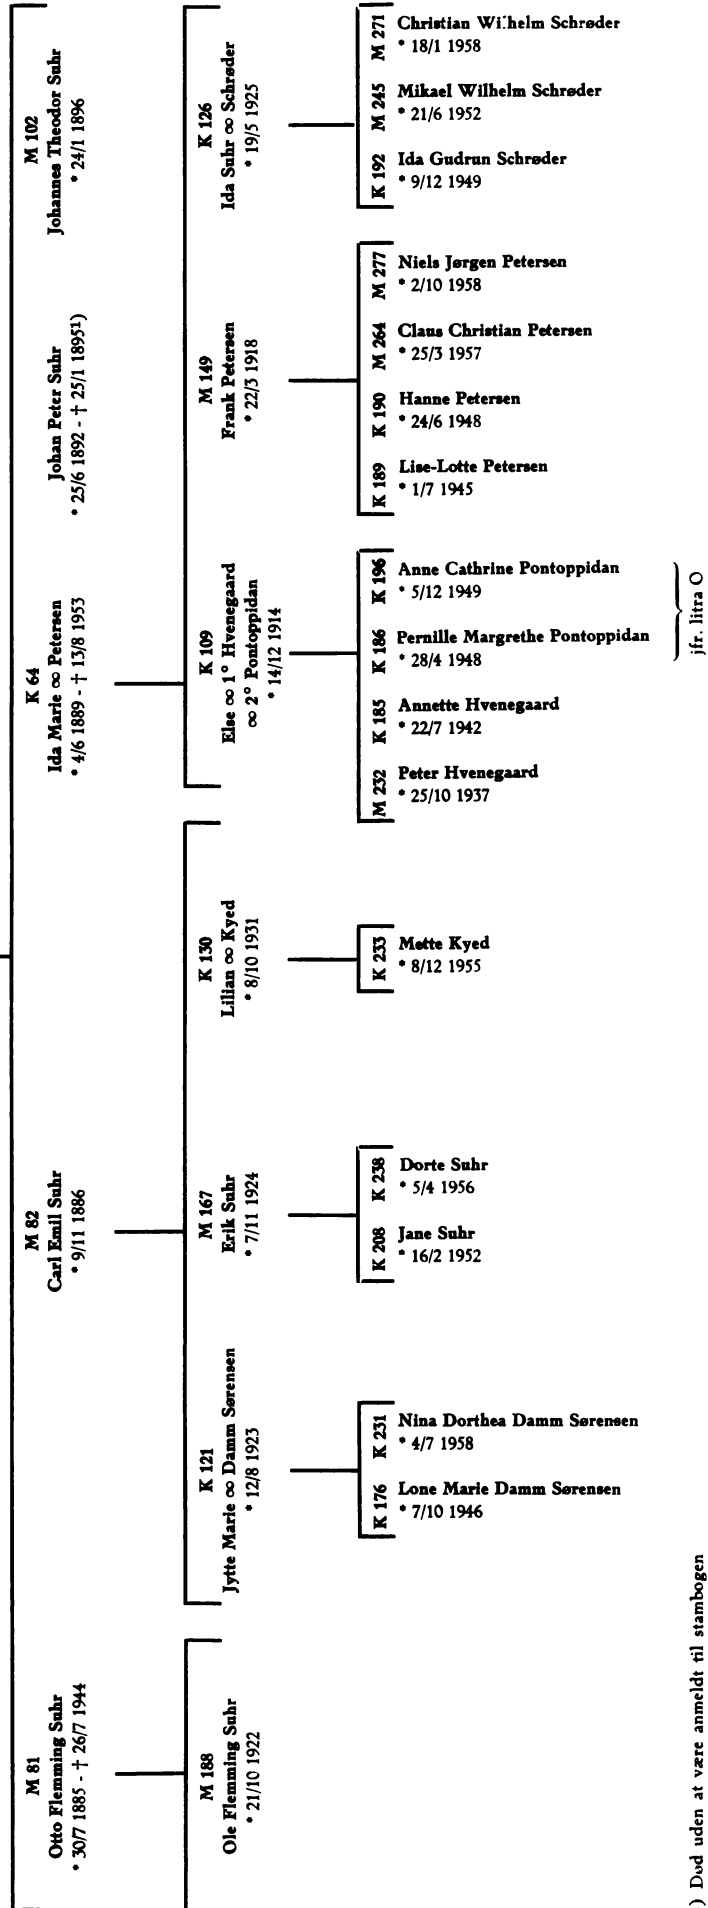 M 81
Otto Flemming Suhr
* 30/7 1885 - † 26/7 1944
M 82
Carl Emil Suhr
* 9/11 1886
K 64
Ida Marie ∞ Petersen
* 4/6 1889 - † 13/8 1953
Johan Peter Suhr
* 25/6 1892 - † 25/1 1895¹)
M 102
Johannes Theodor Suhr
* 24/1 1896
M 188
Ole Flemming Suhr
* 21/10 1922
K 121
Jytte Marie ∞ Damm Sørensen
* 12/8 1923
M 167
Erik Suhr
* 7/11 1924
K 130
Lilian ∞ Kyed
* 8/10 1931
K 109
Else ∞ 1° Hvenegaard
∞ 2° Pontoppidan
* 14/12 1914
M 149
Frank Petersen
* 22/3 1918
K 126
Ida Suhr ∞ Schrøder
* 19/5 1925
K 176
Lone Marie Damm Sørensen
* 7/10 1946
K 231
Nina Dorthea Damm Sørensen
* 4/7 1958
K 208
Jane Suhr
* 16/2 1952
K 238
Dorte Suhr
* 5/4 1956
K 233
Mette Kyed
* 8/12 1955
M 232
Peter Hvenegaard
* 25/10 1937
K 185
Annette Hvenegaard
* 22/7 1942
K 186
Pernille Margrethe Pontoppidan
* 28/4 1948
K 196
Anne Cathrine Pontoppidan
* 5/12 1949
jfr. litra O
K 189
Lise-Lotte Petersen
* 1/7 1945
K 190
Hanne Petersen
* 24/6 1948
M 264
Claus Christian Petersen
* 25/3 1957
M 277
Niels Jørgen Petersen
* 2/10 1958
K 192
Ida Gudrun Schrøder
* 9/12 1949
M 245
Mikael Wilhelm Schrøder
* 21/6 1952
M 271
Christian Wilhelm Schrøder
* 18/1 1958
) Død uden at være anmeldt til stambogen